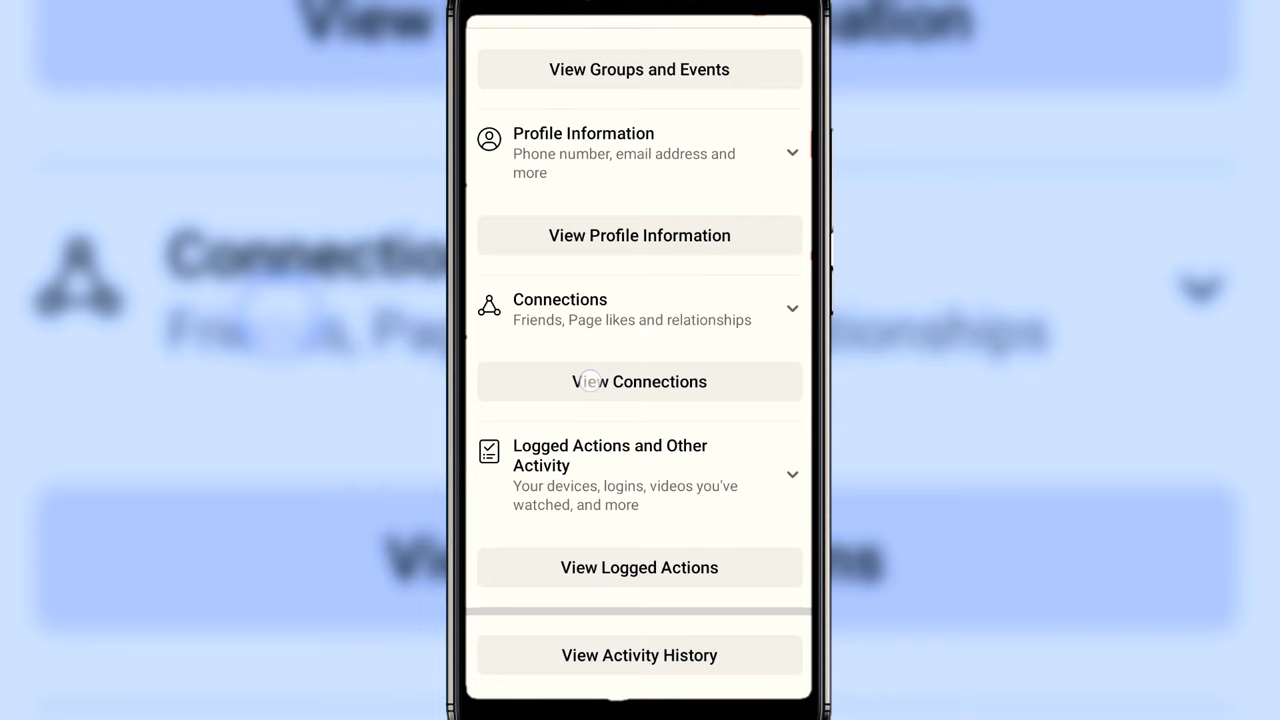 View Groups and Events
Profile Information
Phone number, email address and
more
View Profile Information
Connections
Friends, Page likes and relationships
View Connections
Logged Actions and Other
Activity
Your devices, logins, videos you've
watched, and more
View Logged Actions
View Activity History